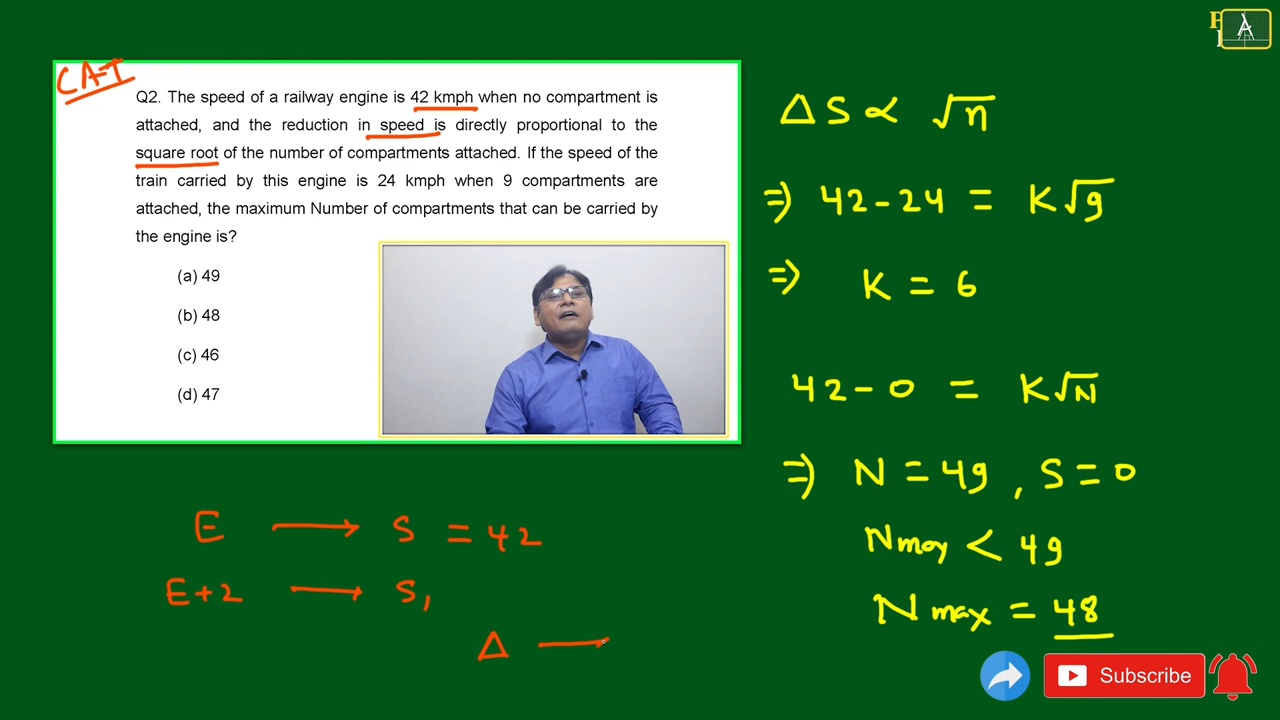 CAT
Q2. The speed of a railway engine is 42 kmph when no compartment is
attached, and the reduction in speed is directly proportional to the
square root of the number of compartments attached. If the speed of the
train carried by this engine is 24 kmph when 9 compartments are
attached, the maximum Number of compartments that can be carried by
the engine is?
(a) 49
(b) 48
(c) 46
(d) 47
Δ S ∝ √n
⇒ 42-24 = K√9
⇒ K = 6
42-0 = K√N
⇒ N = 49, S = 0
Nmax < 49
Nmax = 48
E → S = 42
E+2 → S,
Δ —
Subscribe